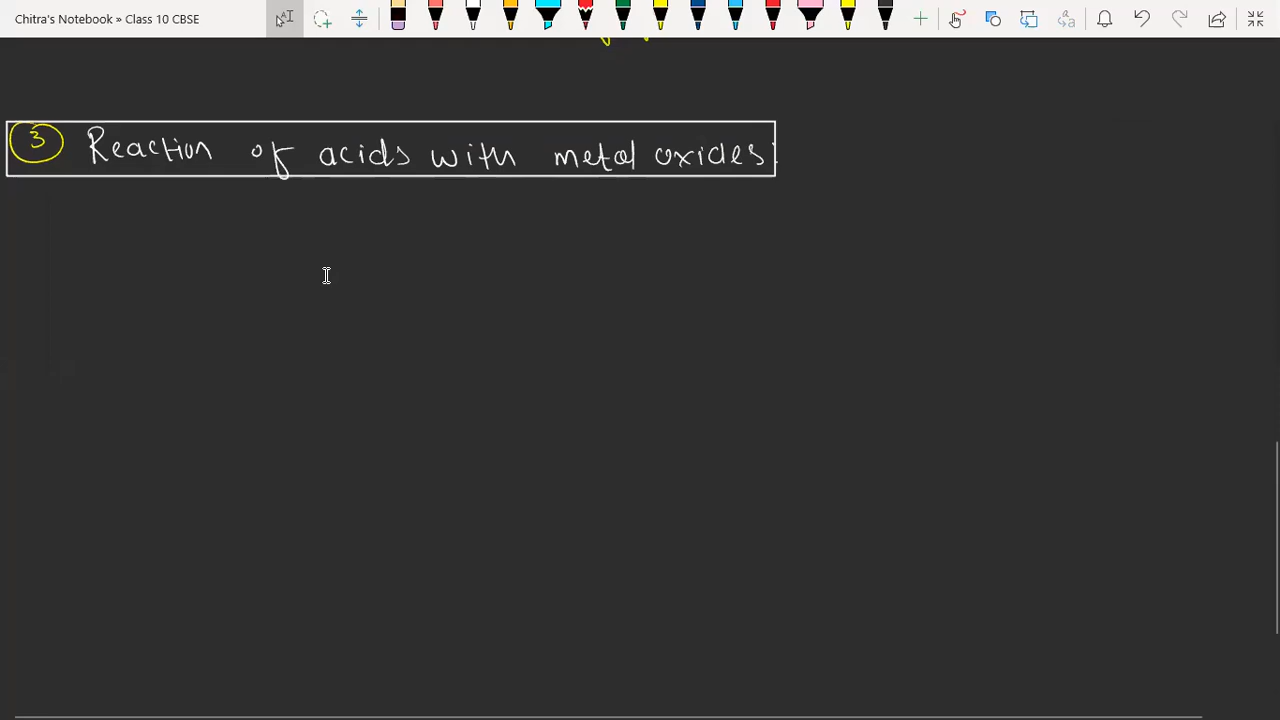 Chitra's Notebook » Class 10 CBSE
3 Reaction of acids with metal oxides: